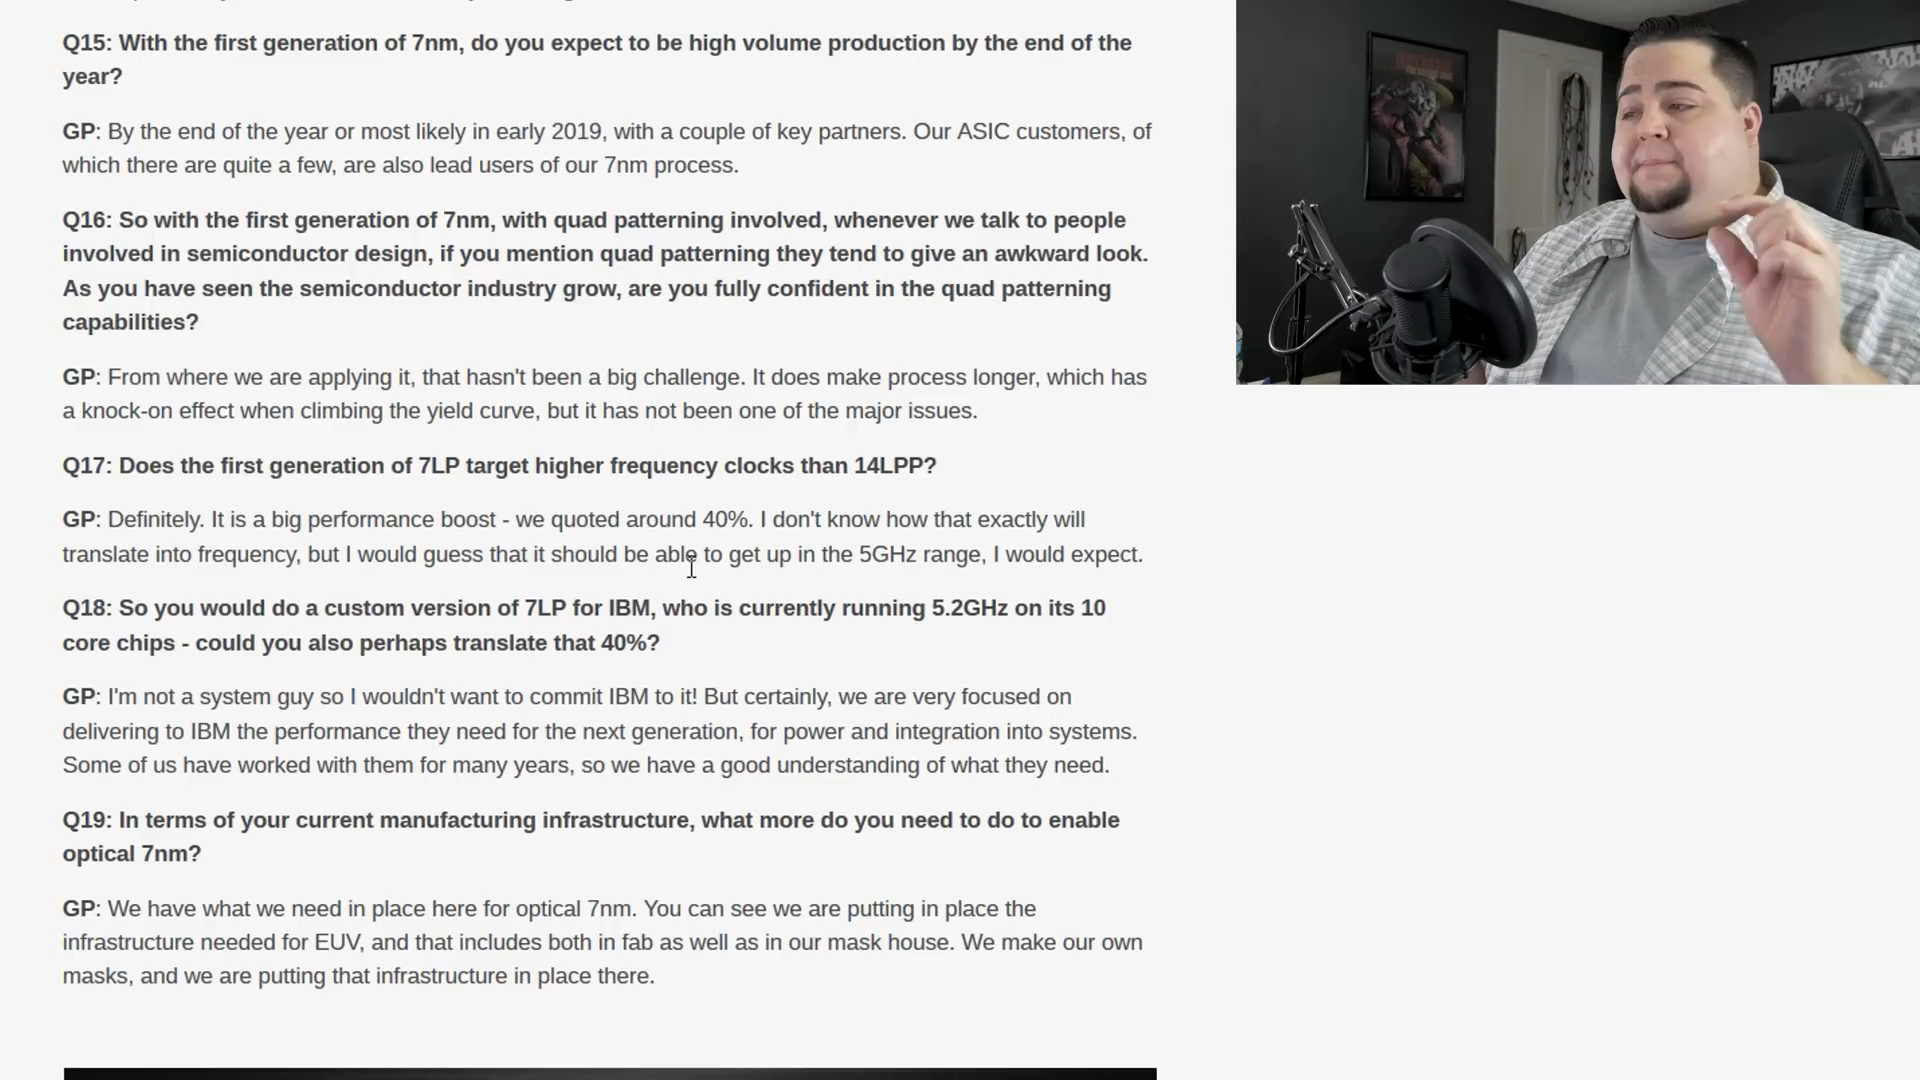 Q15: With the first generation of 7nm, do you expect to be high volume production by the end of the
year?
GP: By the end of the year or most likely in early 2019, with a couple of key partners. Our ASIC customers, of
which there are quite a few, are also lead users of our 7nm process.
Q16: So with the first generation of 7nm, with quad patterning involved, whenever we talk to people
involved in semiconductor design, if you mention quad patterning they tend to give an awkward look.
As you have seen the semiconductor industry grow, are you fully confident in the quad patterning
capabilities?
GP: From where we are applying it, that hasn't been a big challenge. It does make process longer, which has
a knock-on effect when climbing the yield curve, but it has not been one of the major issues.
Q17: Does the first generation of 7LP target higher frequency clocks than 14LPP?
GP: Definitely. It is a big performance boost - we quoted around 40%. I don't know how that exactly will
translate into frequency, but I would guess that it should be able to get up in the 5GHz range, I would expect.
Q18: So you would do a custom version of 7LP for IBM, who is currently running 5.2GHz on its 10
core chips - could you also perhaps translate that 40%?
GP: I'm not a system guy so I wouldn't want to commit IBM to it! But certainly, we are very focused on
delivering to IBM the performance they need for the next generation, for power and integration into systems.
Some of us have worked with them for many years, so we have a good understanding of what they need.
Q19: In terms of your current manufacturing infrastructure, what more do you need to do to enable
optical 7nm?
GP: We have what we need in place here for optical 7nm. You can see we are putting in place the
infrastructure needed for EUV, and that includes both in fab as well as in our mask house. We make our own
masks, and we are putting that infrastructure in place there.